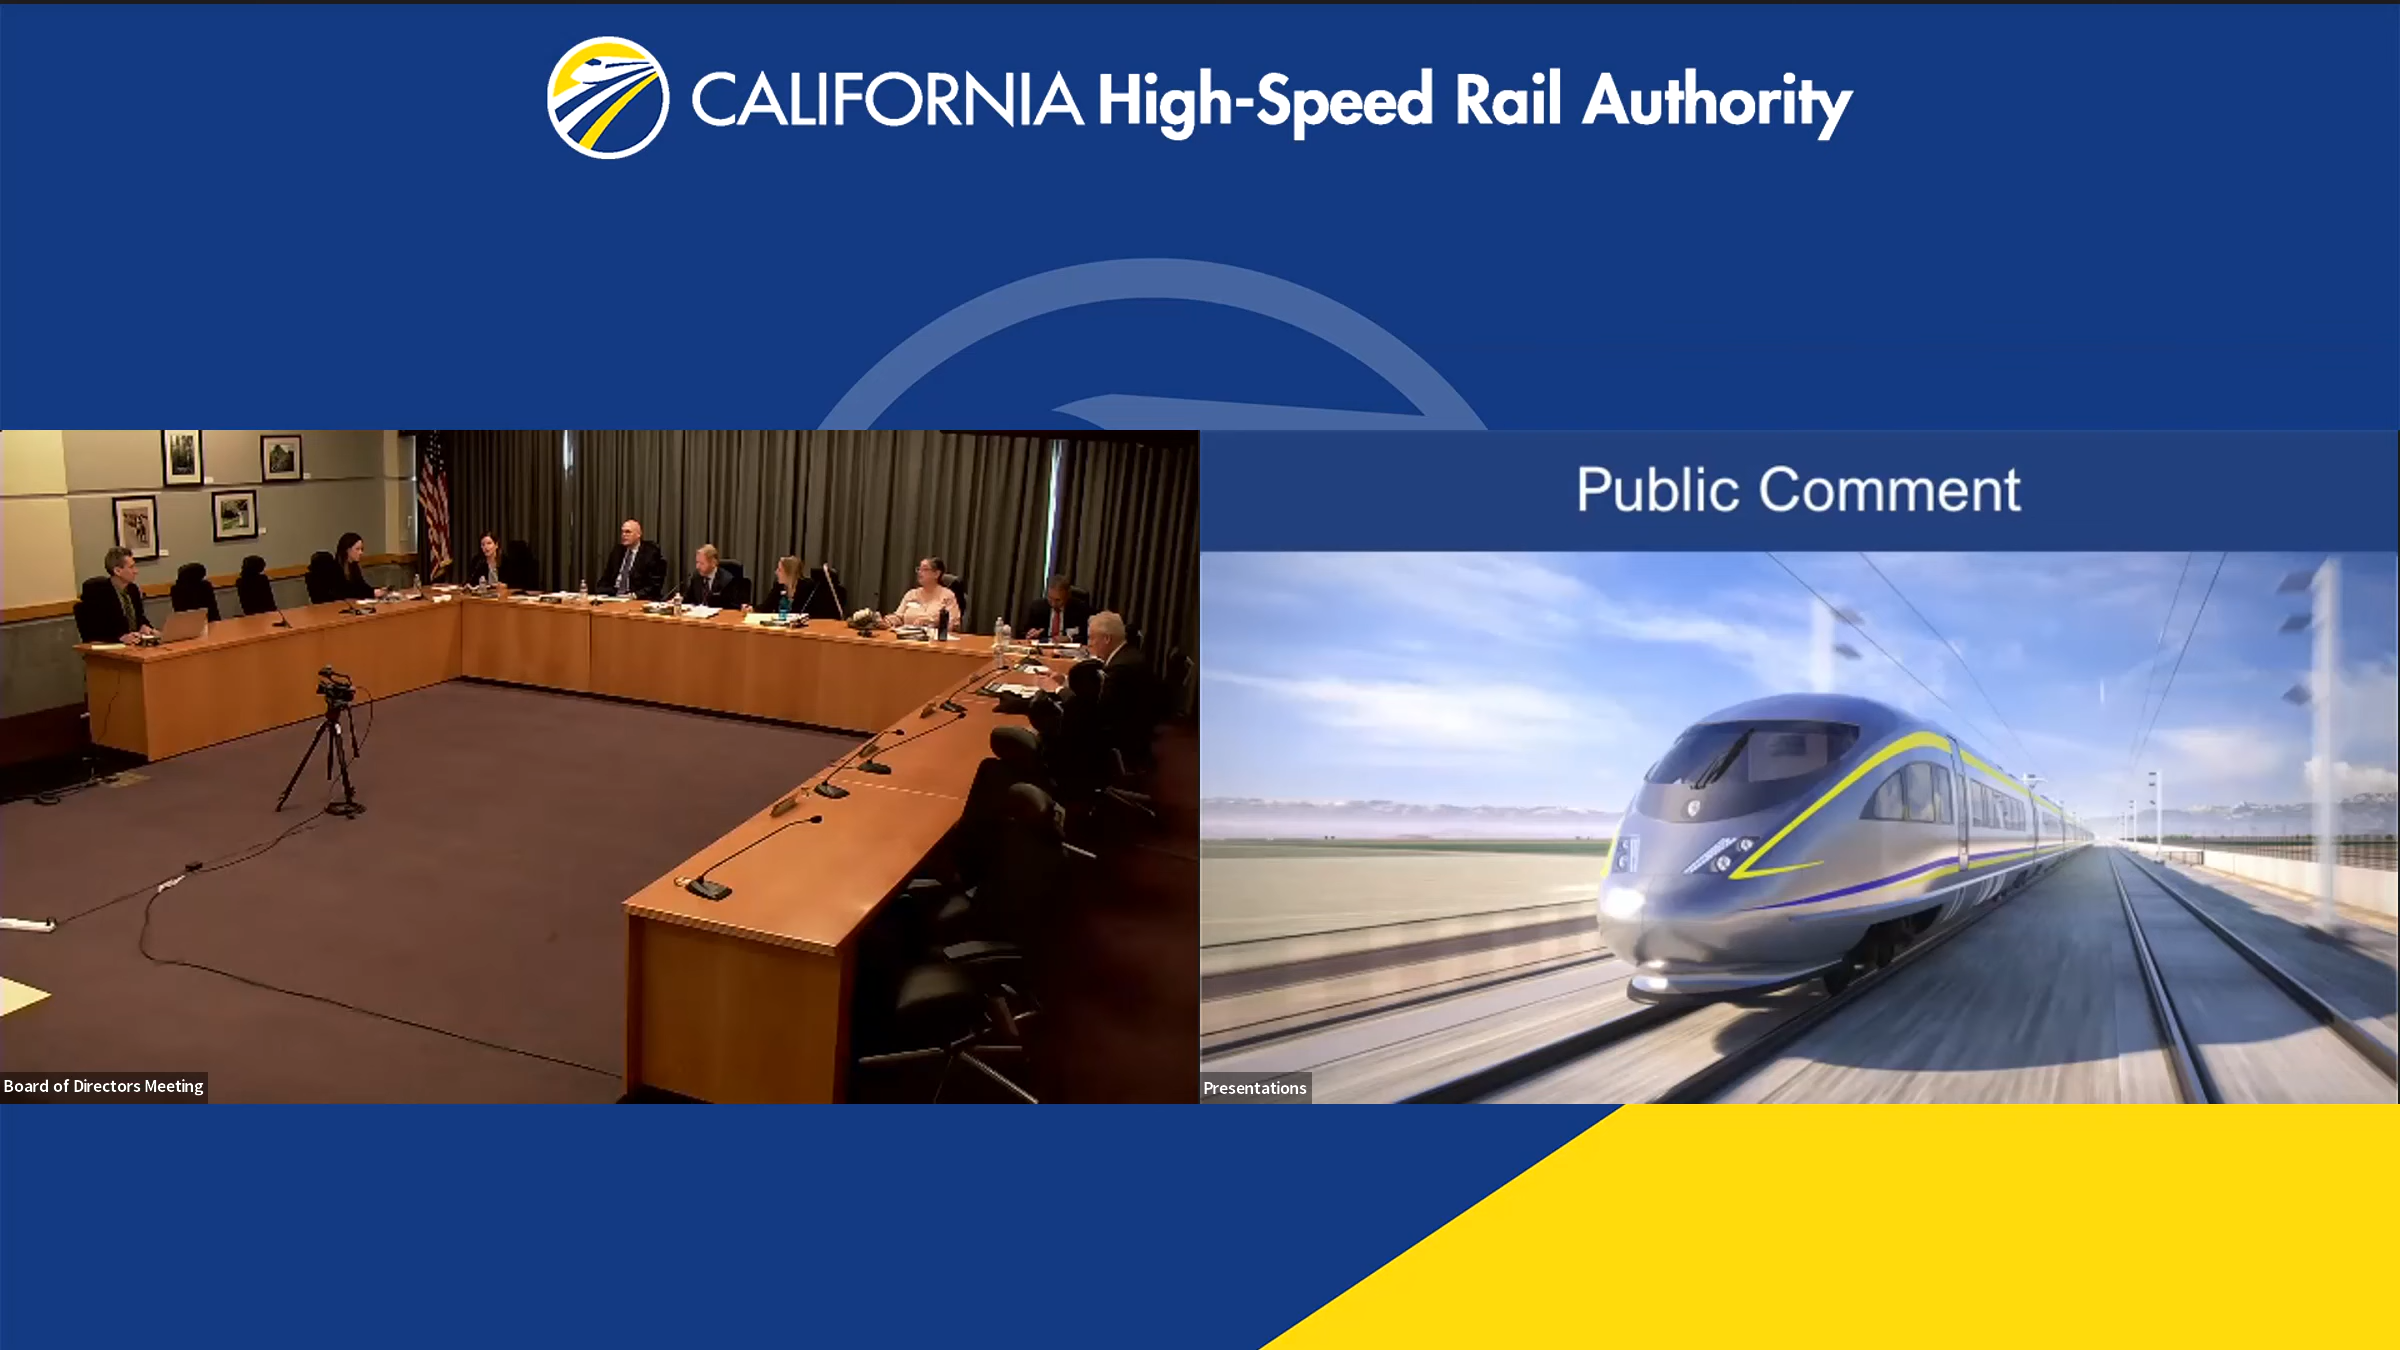 CALIFORNIA High-Speed Rail Authority
Public Comment
Board of Directors Meeting
Presentations